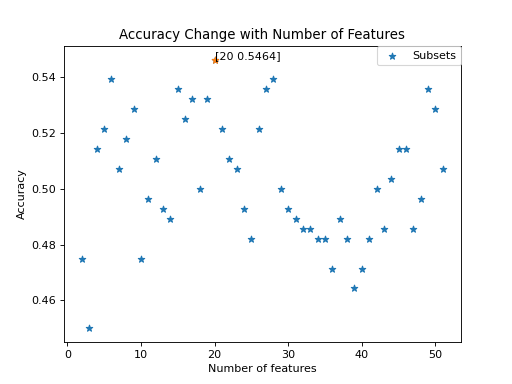 Accuracy Change with Number of Features
[20 0.5464]
Subsets
0.54
0.52
0.50
0.48
0.46
Accuracy
0 10 20 30 40 50
Number of features